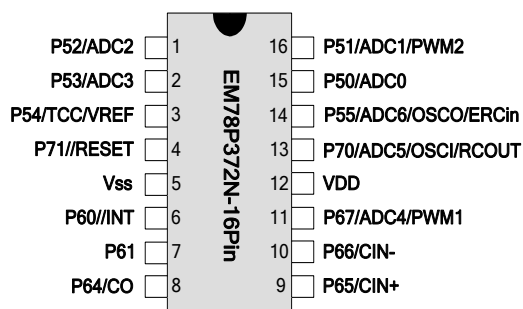 P52/ADC2 1 16 P51/ADC1/PWM2
P53/ADC3 2 15 P50/ADC0
P54/TCC/VREF 3 14 P55/ADC6/OSCO/ERCin
P71//RESET 4 13 P70/ADC5/OSCI/RCOUT
Vss 5 12 VDD
P60//INT 6 11 P67/ADC4/PWM1
P61 7 10 P66/CIN-
P64/CO 8 9 P65/CIN+
EM78P372N-16Pin